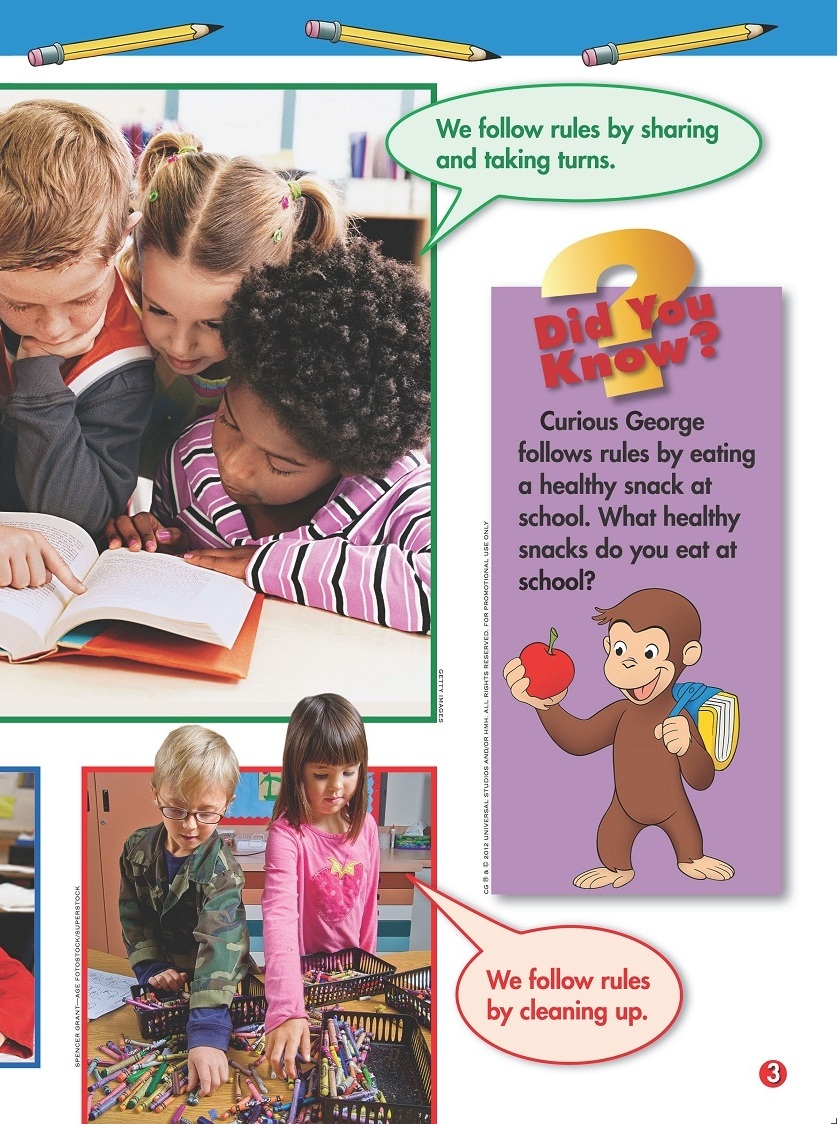 We follow rules by sharing
and taking turns.
Did You
Know?
Curious George
follows rules by eating
a healthy snack at
school. What healthy
snacks do you eat at
school?
CG ® & © 2012 UNIVERSAL STUDIOS AND/OR HMH. ALL RIGHTS RESERVED. FOR PROMOTIONAL USE ONLY
GETTY IMAGES
SPENCER GRANT—AGE FOTOSTOCK/SUPERSTOCK
We follow rules
by cleaning up.
3